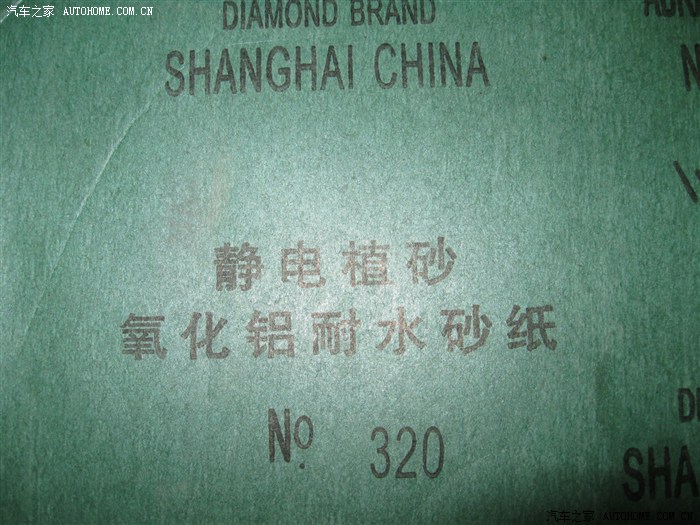 汽车之家 AUTOHOME.COM.CN
DIAMOND BRAND
SHANGHAI CHINA
静电植砂
氧化铝耐水砂纸
No. 320
SHA
汽车之家 AUTOHOME.COM.CN